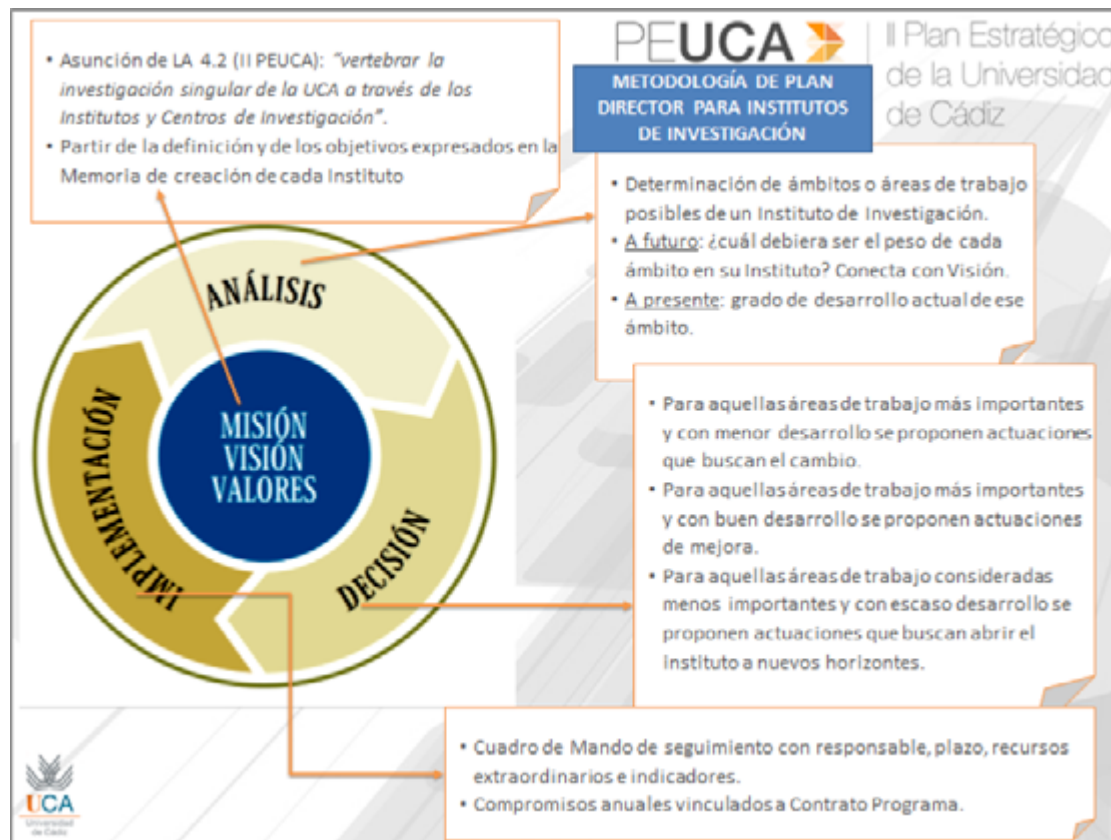 PEUCA
II Plan Estratégico
de la Universidad
de Cádiz
METODOLOGÍA DE PLAN
DIRECTOR PARA INSTITUTOS
DE INVESTIGACIÓN
• Asunción de LA 4.2 (II PEUCA): "vertebrar la
investigación singular de la UCA a través de los
Institutos y Centros de Investigación".
• Partir de la definición y de los objetivos expresados en la
Memoria de creación de cada Instituto
• Determinación de ámbitos o áreas de trabajo
posibles de un Instituto de Investigación.
• A futuro: ¿cuál debiera ser el peso de cada
ámbito en su Instituto? Conecta con Visión.
• A presente: grado de desarrollo actual de ese
ámbito.
ANÁLISIS
MISIÓN
VISIÓN
VALORES
IMPLEMENTACIÓN
DECISIÓN
• Para aquellas áreas de trabajo más importantes
y con menor desarrollo se proponen actuaciones
que buscan el cambio.
• Para aquellas áreas de trabajo más importantes
y con buen desarrollo se proponen actuaciones
de mejora.
• Para aquellas áreas de trabajo consideradas
menos importantes y con escaso desarrollo se
proponen actuaciones que buscan abrir el
instituto a nuevos horizontes.
• Cuadro de Mando de seguimiento con responsable, plazo, recursos
extraordinarios e indicadores.
• Compromisos anuales vinculados a Contrato Programa.
UCA
Universidad
de Cádiz